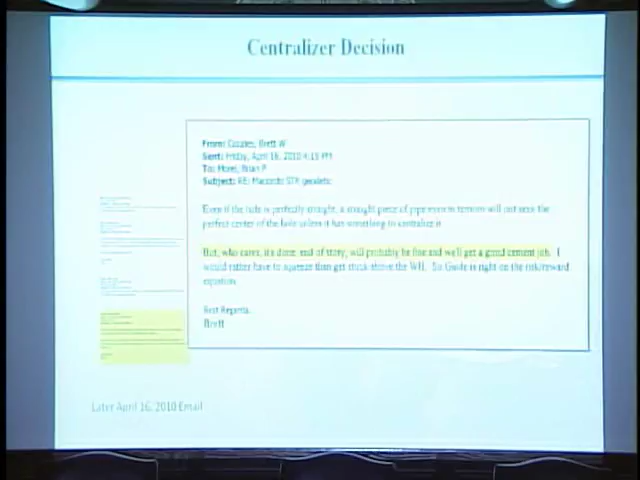 Centralizer Decision
From: Cocales, Brett W
Sent: Friday, April 16, 2010 4:15 PM
To: Morel, Brian P
Subject: RE: Macondo STK geodetic
Even if the hole is perfectly straight, a straight piece of pipe even in tension will not seek the
perfect center of the hole unless it has something to centralize it.
But, who cares, it's done, end of story, will probably be fine and we'll get a good cement job. I
would rather have to squeeze than get stuck above the WH. So Guide is right on the risk/reward
equation.
Best Regards,
Brett
Later April 16, 2010 Email